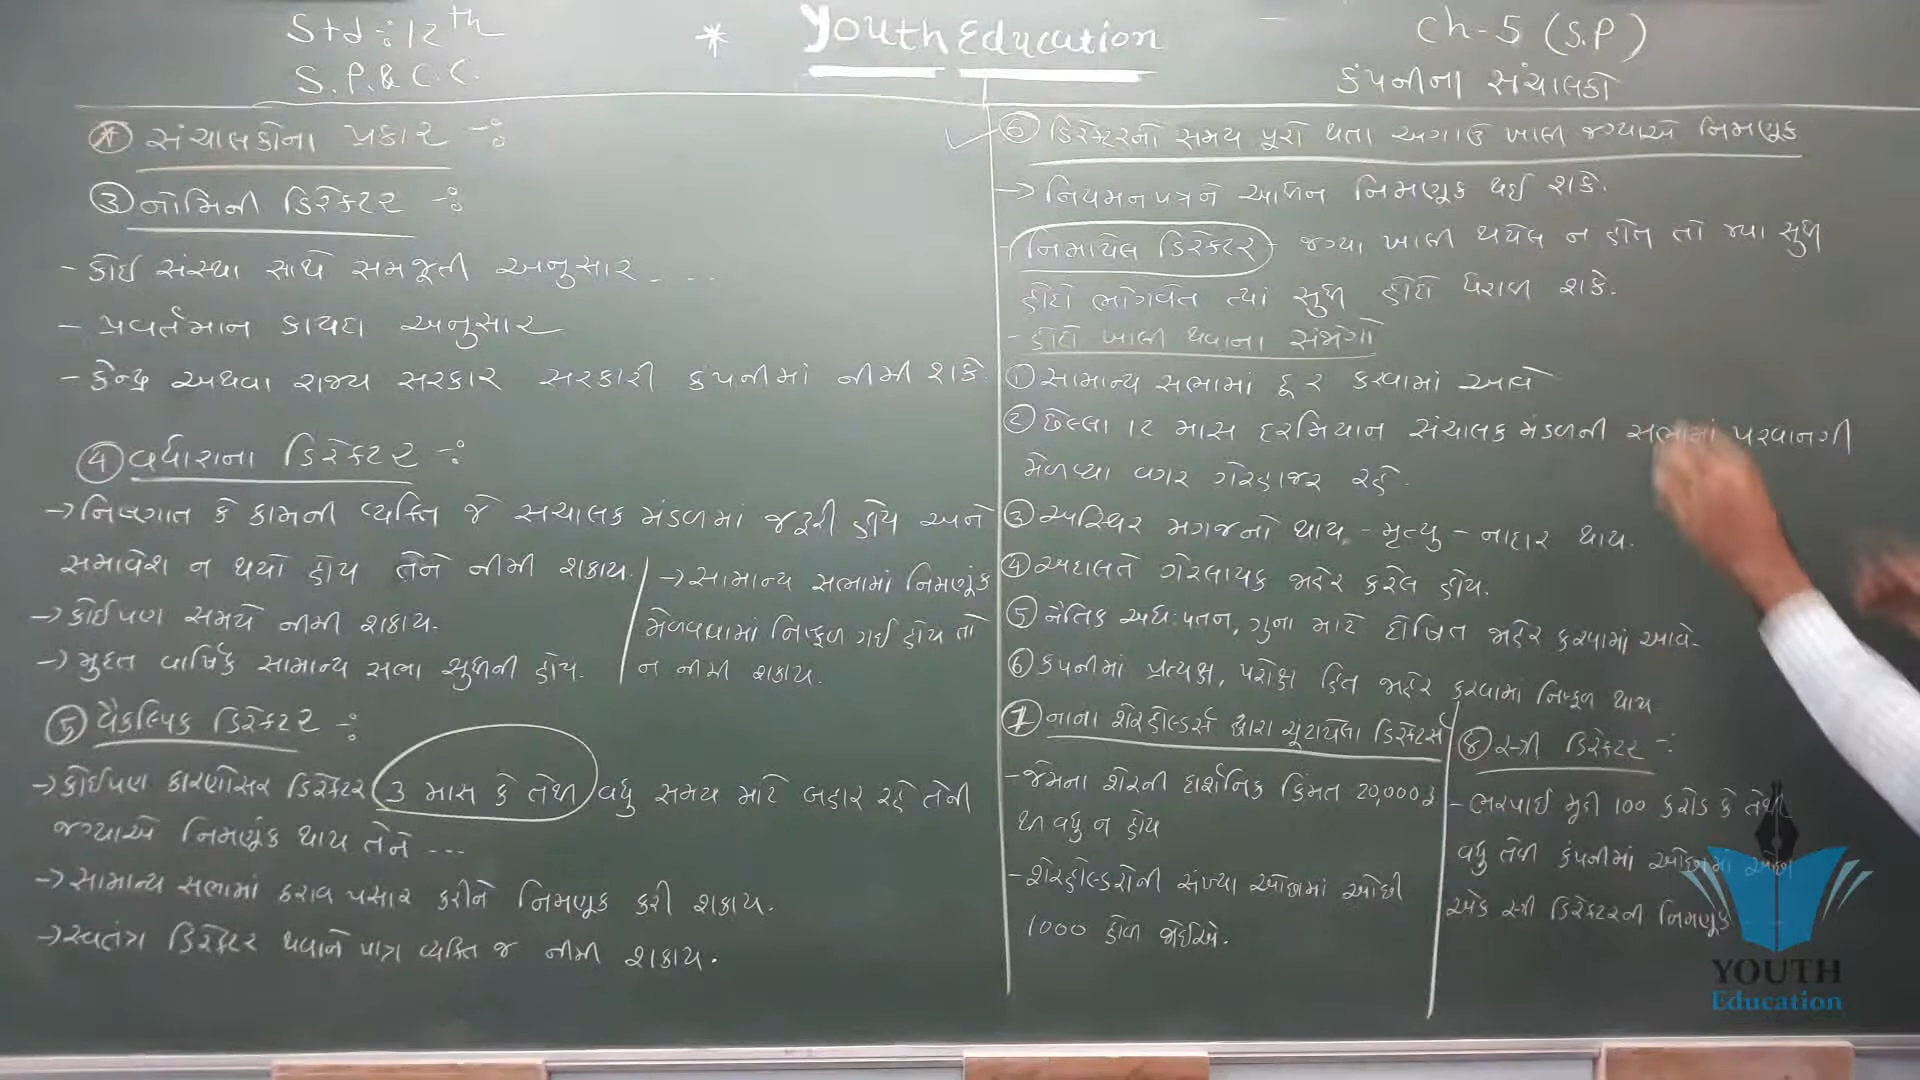 Std : 12th
S.P. & C.C.
* Youth Education
Ch-5 (S.P)
કંપનીના સંચાલકો
* સંચાલકોના પ્રકાર -:
③ નોમિની ડિરેક્ટર -:
- કોઈ સંસ્થા સાથે સમજૂતી અનુસાર - ...
- પ્રવર્તમાન કાયદા અનુસાર
- કેન્દ્ર અથવા રાજ્ય સરકાર સરકારી કંપનીમાં નીમી શકે.
④ વધારાના ડિરેક્ટર -:
→ નિષ્ણાત કે કામની વ્યક્તિ જે સંચાલક મંડળમાં જરૂરી હોય અને
સમાવેશ ન થયો હોય તેને નીમી શકાય.
→ કોઈપણ સમયે નીમી શકાય.
→ મુદત વાર્ષિક સામાન્ય સભા સુધીની હોય.
→ સામાન્ય સભામાં નિમણૂંક
મેળવવામાં નિષ્ફળ ગઈ હોય તો
ન નીમી શકાય.
⑤ વૈકલ્પિક ડિરેક્ટર -:
→ કોઈપણ કારણોસર ડિરેક્ટર 3 માસ કે તેથી વધુ સમય માટે બહાર રહે તેની
જગ્યાએ નિમણૂંક થાય તેને ---
→ સામાન્ય સભામાં ઠરાવ પસાર કરીને નિમણૂક કરી શકાય.
→ સ્વતંત્ર ડિરેક્ટર થવાને પાત્ર વ્યક્તિ જ નીમી શકાય.
⑥ ડિરેક્ટરનો સમય પૂરો થતા અગાઉ ખાલી જગ્યાએ નિમણૂક
→ નિયમનપત્રને આધીન નિમણૂક થઈ શકે.
- નિમાયેલ ડિરેક્ટર - જગ્યા ખાલી થયેલ ન હોત તો જ્યા સુધી
હોદ્દો ભોગવત ત્યાં સુધી હોદ્દો ધરાવી શકે.
- હોદ્દો ખાલી થવાના સંજોગો
① સામાન્ય સભામાં દૂર કરવામાં આવે
② છેલ્લા 12 માસ દરમિયાન સંચાલક મંડળની સભામાં પરવાનગી
મેળવ્યા વગર ગેરહાજર રહે.
③ અસ્થિર મગજનો થાય - મૃત્યુ - નાદાર થાય.
④ અદાલતે ગેરલાયક જાહેર કરેલ હોય.
⑤ નૈતિક અધ:પતન, ગુના માટે દોષિત જાહેર કરવામાં આવે.
⑥ કંપનીમાં પ્રત્યક્ષ, પરોક્ષ હિત જાહેર કરવામાં નિષ્ફળ થાય
⑦ નાના શેરહોલ્ડર્સ દ્વારા ચૂંટાયેલા ડિરેક્ટર્સ
- જેમના શેરની દાર્શનિક કિંમત 20,000 રૂ
થી વધુ ન હોય
- શેરહોલ્ડરોની સંખ્યા ઓછામાં ઓછી
1000 હોવી જોઈએ.
⑧ સ્ત્રી ડિરેક્ટર -:
- ભરપાઈ મૂડી 100 કરોડ કે તેથી
વધુ તેવી કંપનીમાં ઓછામાં ઓછા
એક સ્ત્રી ડિરેક્ટરની નિમણૂક
YOUTH
Education